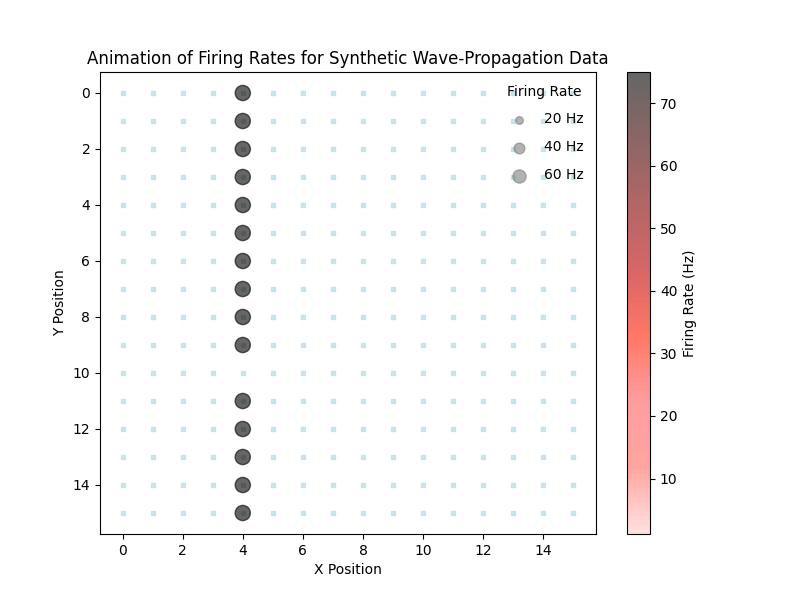 Animation of Firing Rates for Synthetic Wave-Propagation Data
Firing Rate
20 Hz
40 Hz
60 Hz
0
2
4
6
8
10
12
14
Y Position
0 2 4 6 8 10 12 14
X Position
70
60
50
40
30
20
10
Firing Rate (Hz)